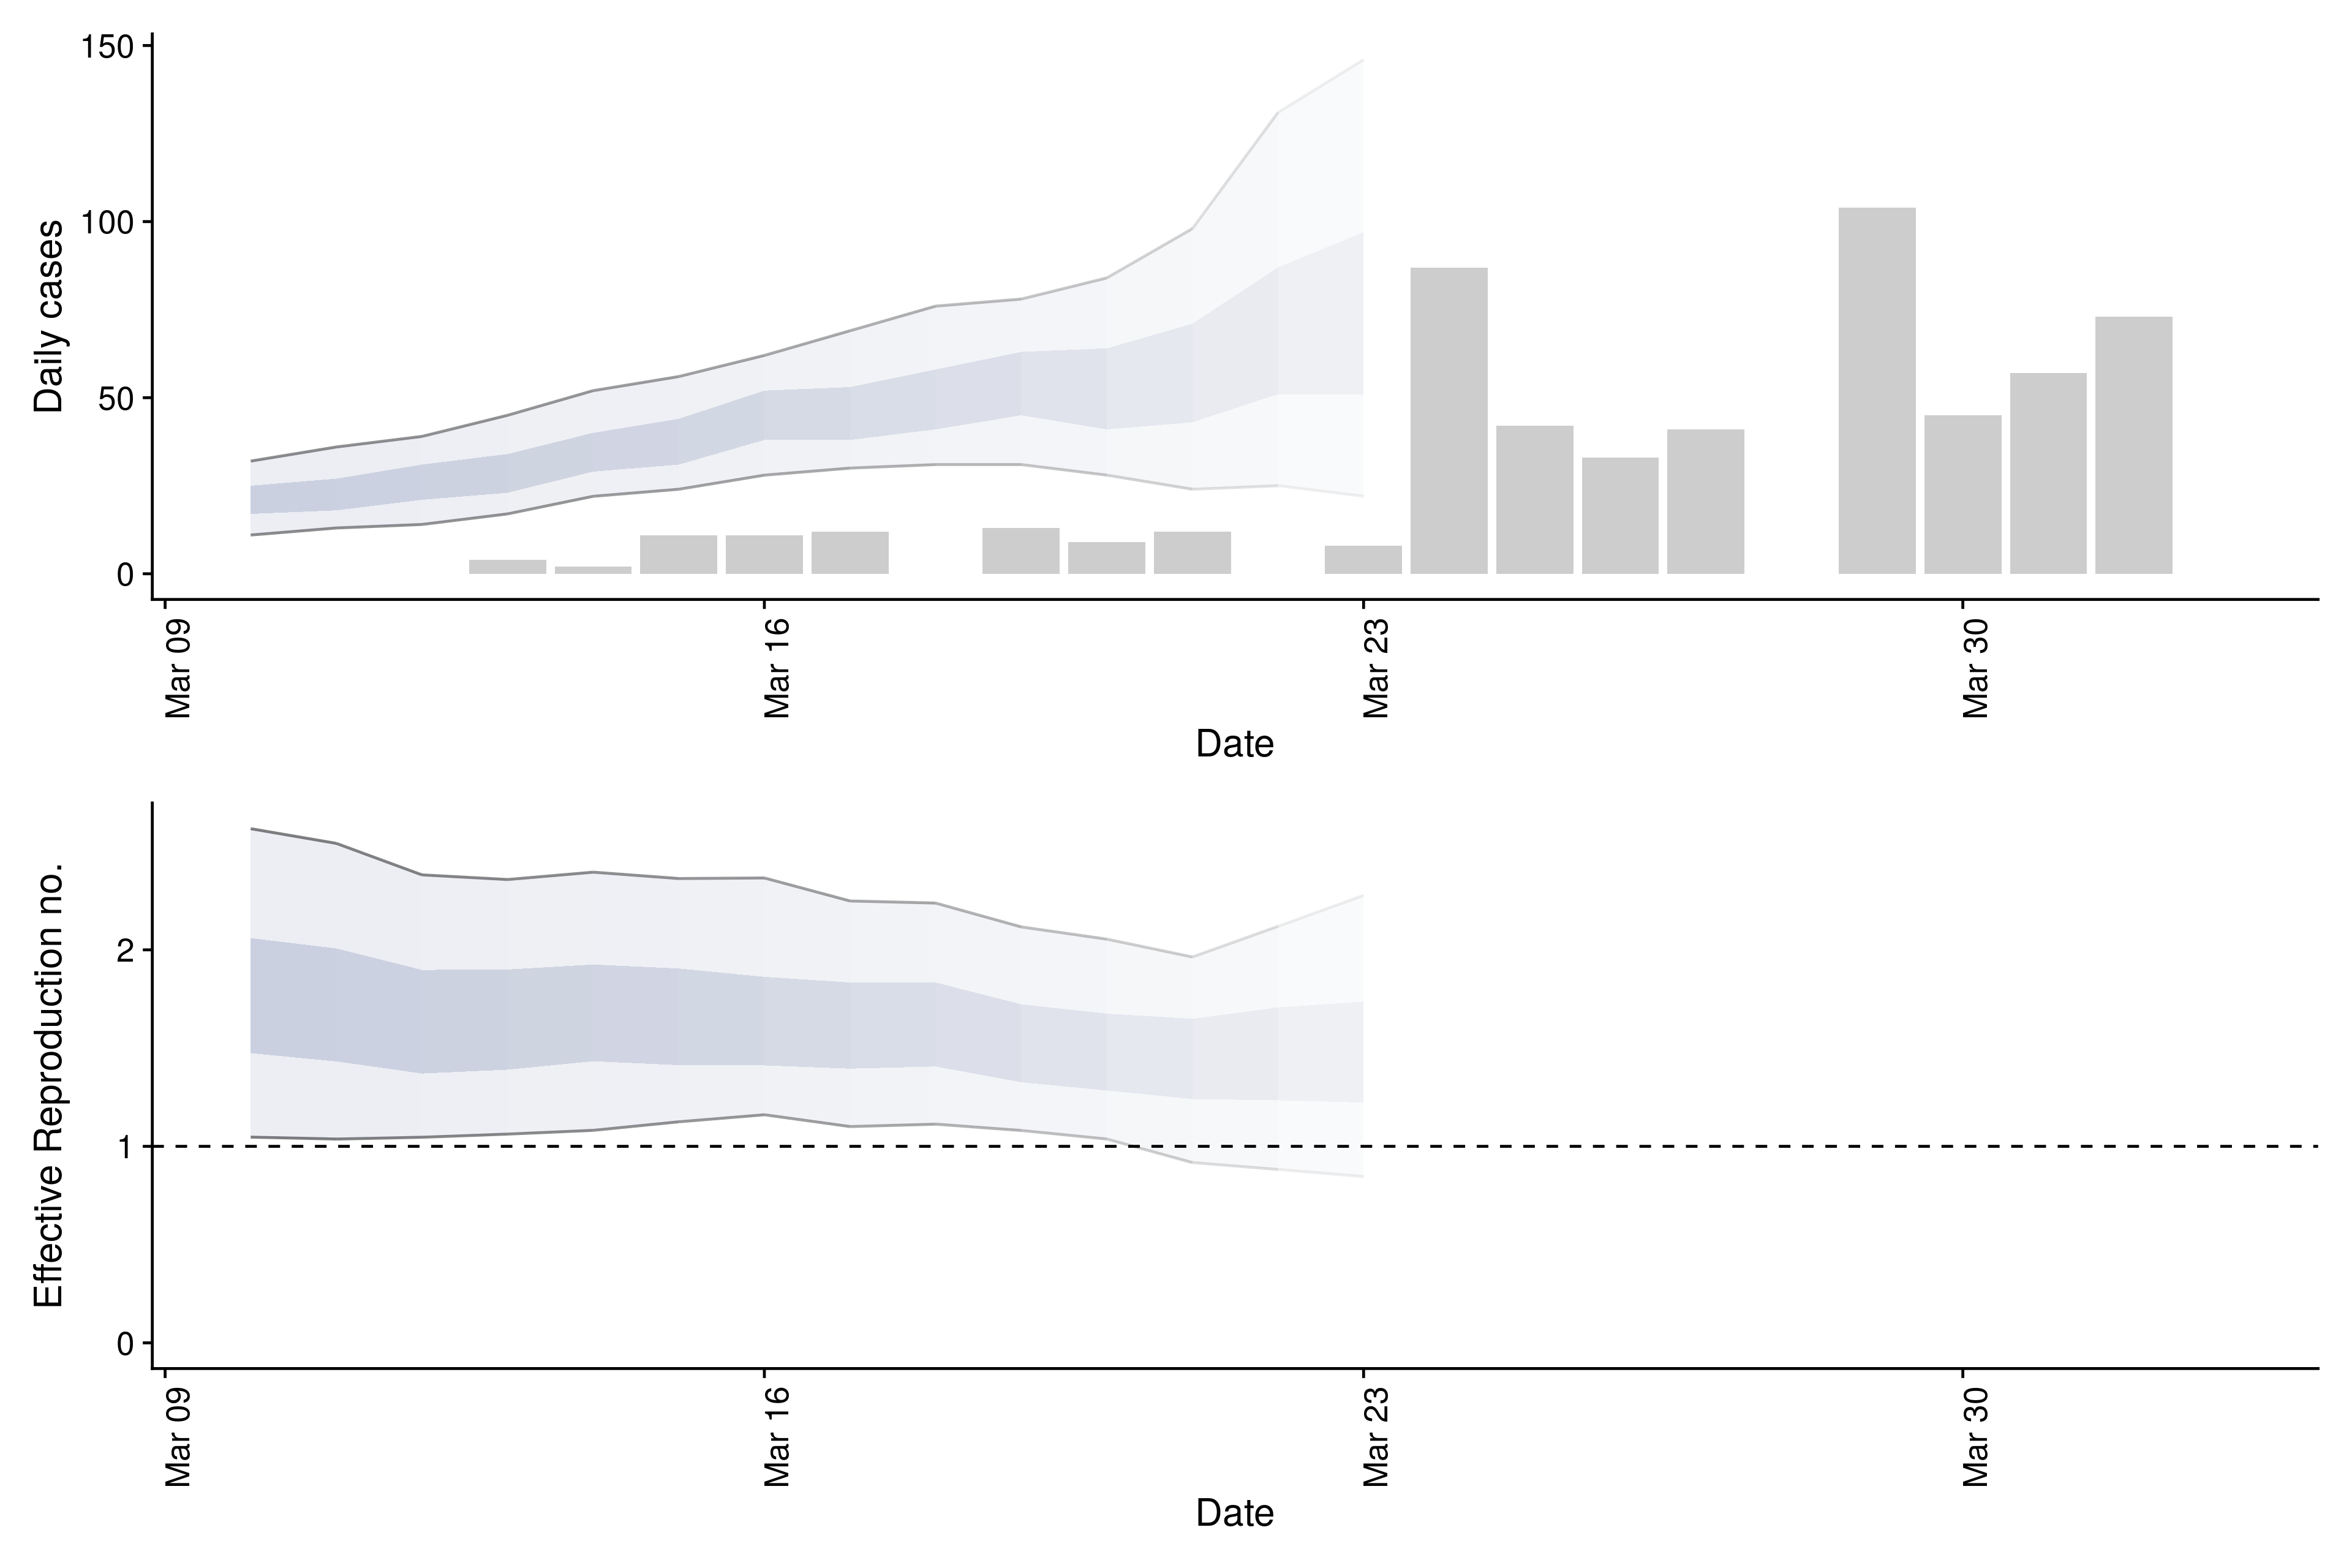 Daily cases
150
100
50
0
Mar 09
Mar 16
Mar 23
Mar 30
Date
Effective Reproduction no.
2
1
0
Mar 09
Mar 16
Mar 23
Mar 30
Date